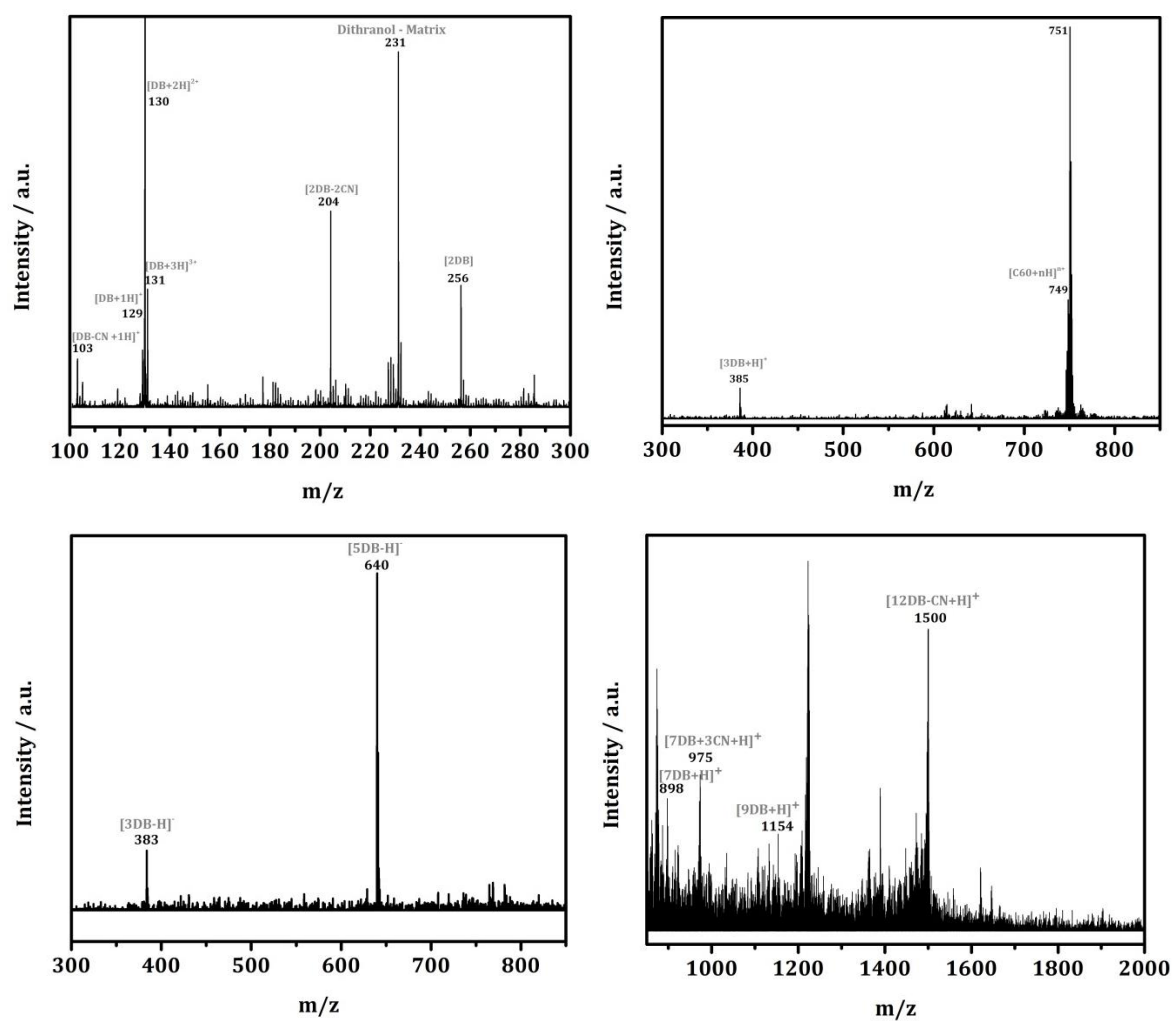 Dithranol - Matrix
231
[DB+2H]²⁺
130
[2DB-2CN]
204
[DB+3H]³⁺
131
[2DB]
256
[DB+1H]⁺
129
[DB-CN +1H]⁺
103
Intensity / a.u.
100 120 140 160 180 200 220 240 260 280 300
m/z
751
[C60+nH]ⁿ⁺
749
[3DB+H]⁺
385
Intensity / a.u.
300 400 500 600 700 800
m/z
[5DB-H]⁻
640
[3DB-H]⁻
383
Intensity / a.u.
300 400 500 600 700 800
m/z
[12DB-CN+H]⁺
1500
[7DB+3CN+H]⁺
975
[7DB+H]⁺
898
[9DB+H]⁺
1154
Intensity / a.u.
1000 1200 1400 1600 1800 2000
m/z